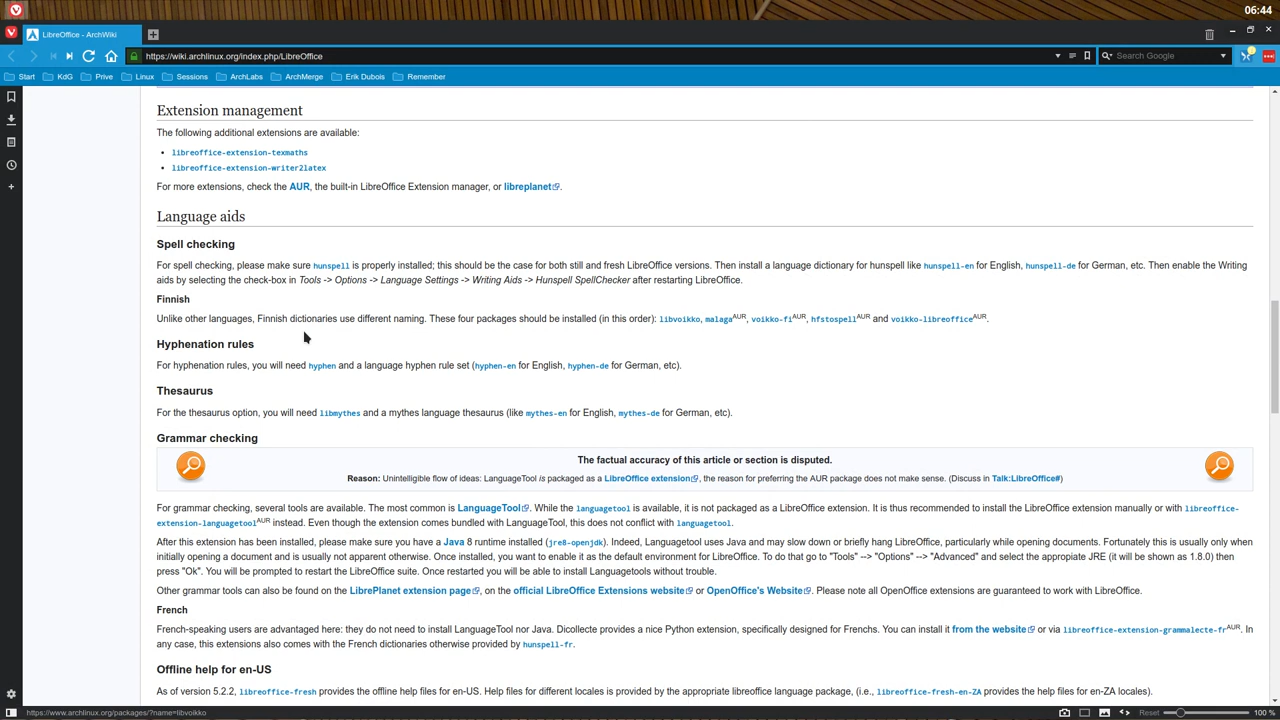 06:44
LibreOffice - ArchWiki
https://wiki.archlinux.org/index.php/LibreOffice
Search Google
Start KdG Prive Linux Sessions ArchLabs ArchMerge Erik Dubois Remember
Extension management
The following additional extensions are available:
• libreoffice-extension-texmaths
• libreoffice-extension-writer2latex
For more extensions, check the AUR, the built-in LibreOffice Extension manager, or libreplanet.
Language aids
Spell checking
For spell checking, please make sure hunspell is properly installed; this should be the case for both still and fresh LibreOffice versions. Then install a language dictionary for hunspell like hunspell-en for English, hunspell-de for German, etc. Then enable the Writing
aids by selecting the check-box in Tools -> Options -> Language Settings -> Writing Aids -> Hunspell SpellChecker after restarting LibreOffice.
Finnish
Unlike other languages, Finnish dictionaries use different naming. These four packages should be installed (in this order): libvoikko, malagaAUR, voikko-fiAUR, hfstospellAUR and voikko-libreofficeAUR.
Hyphenation rules
For hyphenation rules, you will need hyphen and a language hyphen rule set (hyphen-en for English, hyphen-de for German, etc).
Thesaurus
For the thesaurus option, you will need libmythes and a mythes language thesaurus (like mythes-en for English, mythes-de for German, etc).
Grammar checking
The factual accuracy of this article or section is disputed.
Reason: Unintelligible flow of ideas: LanguageTool is packaged as a LibreOffice extension, the reason for preferring the AUR package does not make sense. (Discuss in Talk:LibreOffice#)
For grammar checking, several tools are available. The most common is LanguageTool. While the languagetool is available, it is not packaged as a LibreOffice extension. It is thus recommended to install the LibreOffice extension manually or with libreoffice-
extension-languagetoolAUR instead. Even though the extension comes bundled with LanguageTool, this does not conflict with languagetool.
After this extension has been installed, please make sure you have a Java 8 runtime installed (jre8-openjdk). Indeed, Languagetool uses Java and may slow down or briefly hang LibreOffice, particularly while opening documents. Fortunately this is usually only when
initially opening a document and is usually not apparent otherwise. Once installed, you want to enable it as the default environment for LibreOffice. To do that go to "Tools" --> "Options" --> "Advanced" and select the appropiate JRE (it will be shown as 1.8.0) then
press "Ok". You will be prompted to restart the LibreOffice suite. Once restarted you will be able to install Languagetools without trouble.
Other grammar tools can also be found on the LibrePlanet extension page, on the official LibreOffice Extensions website or OpenOffice's Website. Please note all OpenOffice extensions are guaranteed to work with LibreOffice.
French
French-speaking users are advantaged here: they do not need to install LanguageTool nor Java. Dicollecte provides a nice Python extension, specifically designed for Frenchs. You can install it from the website or via libreoffice-extension-grammalecte-frAUR. In
any case, this extensions also comes with the French dictionaries otherwise provided by hunspell-fr.
Offline help for en-US
As of version 5.2.2, libreoffice-fresh provides the offline help files for en-US. Help files for different locales is provided by the appropriate libreoffice language package, (i.e., libreoffice-fresh-en-ZA provides the help files for en-ZA locales).
https://www.archlinux.org/packages/?name=libvoikko
Reset 100 %